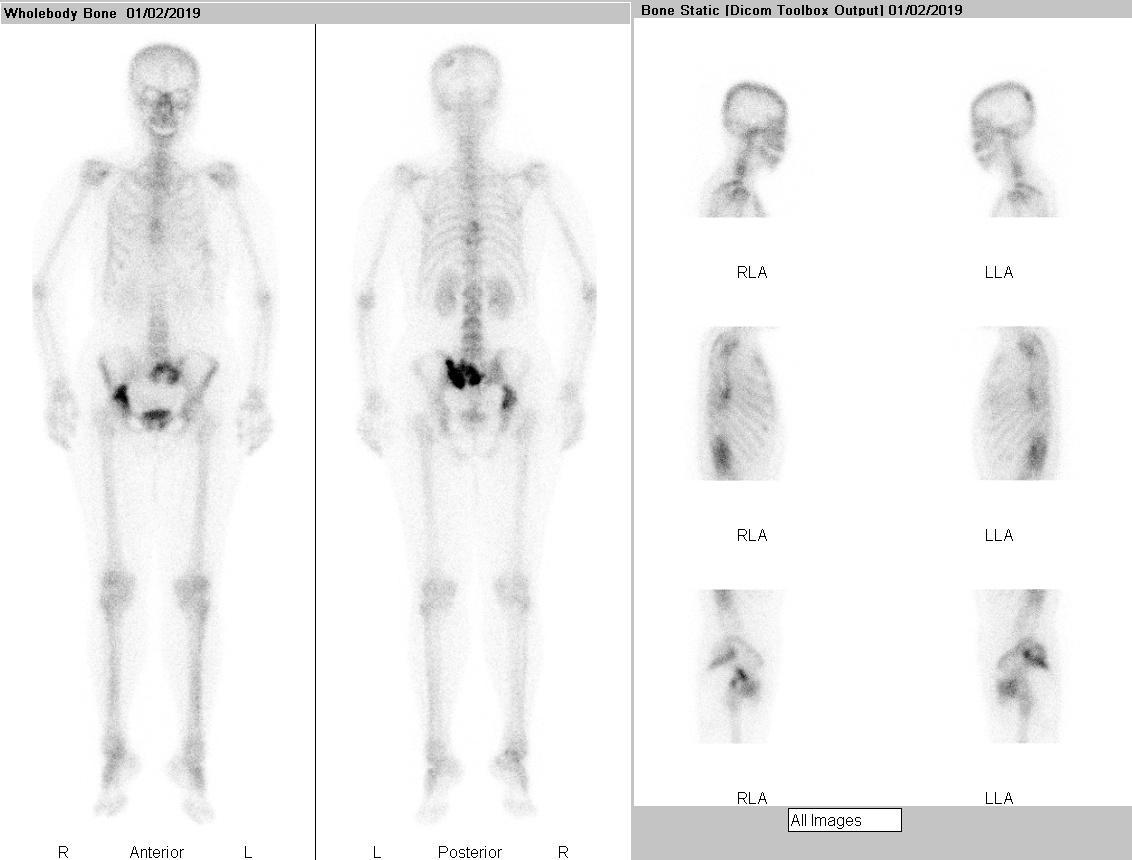 Wholebody Bone 01/02/2019
Bone Static [Dicom Toolbox Output] 01/02/2019
RLA LLA
RLA LLA
RLA LLA
All Images
R Anterior L L Posterior R